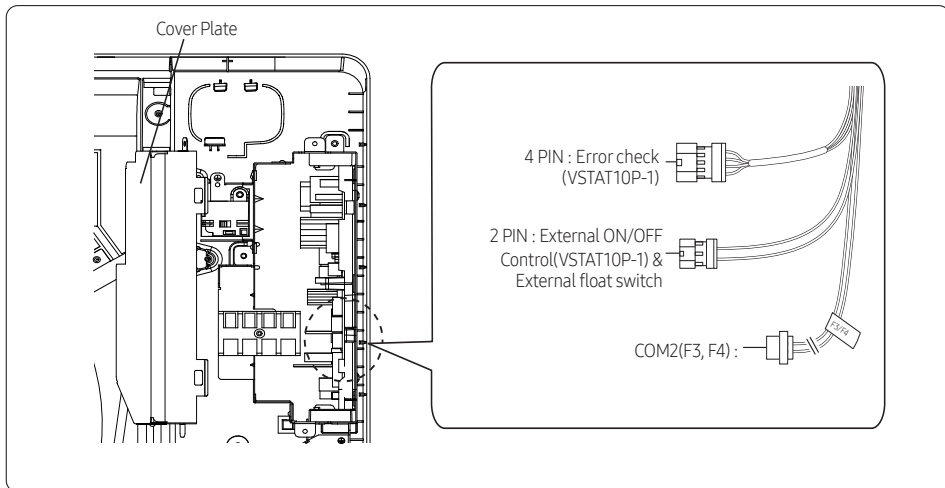 Cover Plate
4 PIN : Error check
(VSTAT10P-1)
2 PIN : External ON/OFF
Control(VSTAT10P-1) &
External float switch
F3/F4
COM2(F3, F4) :